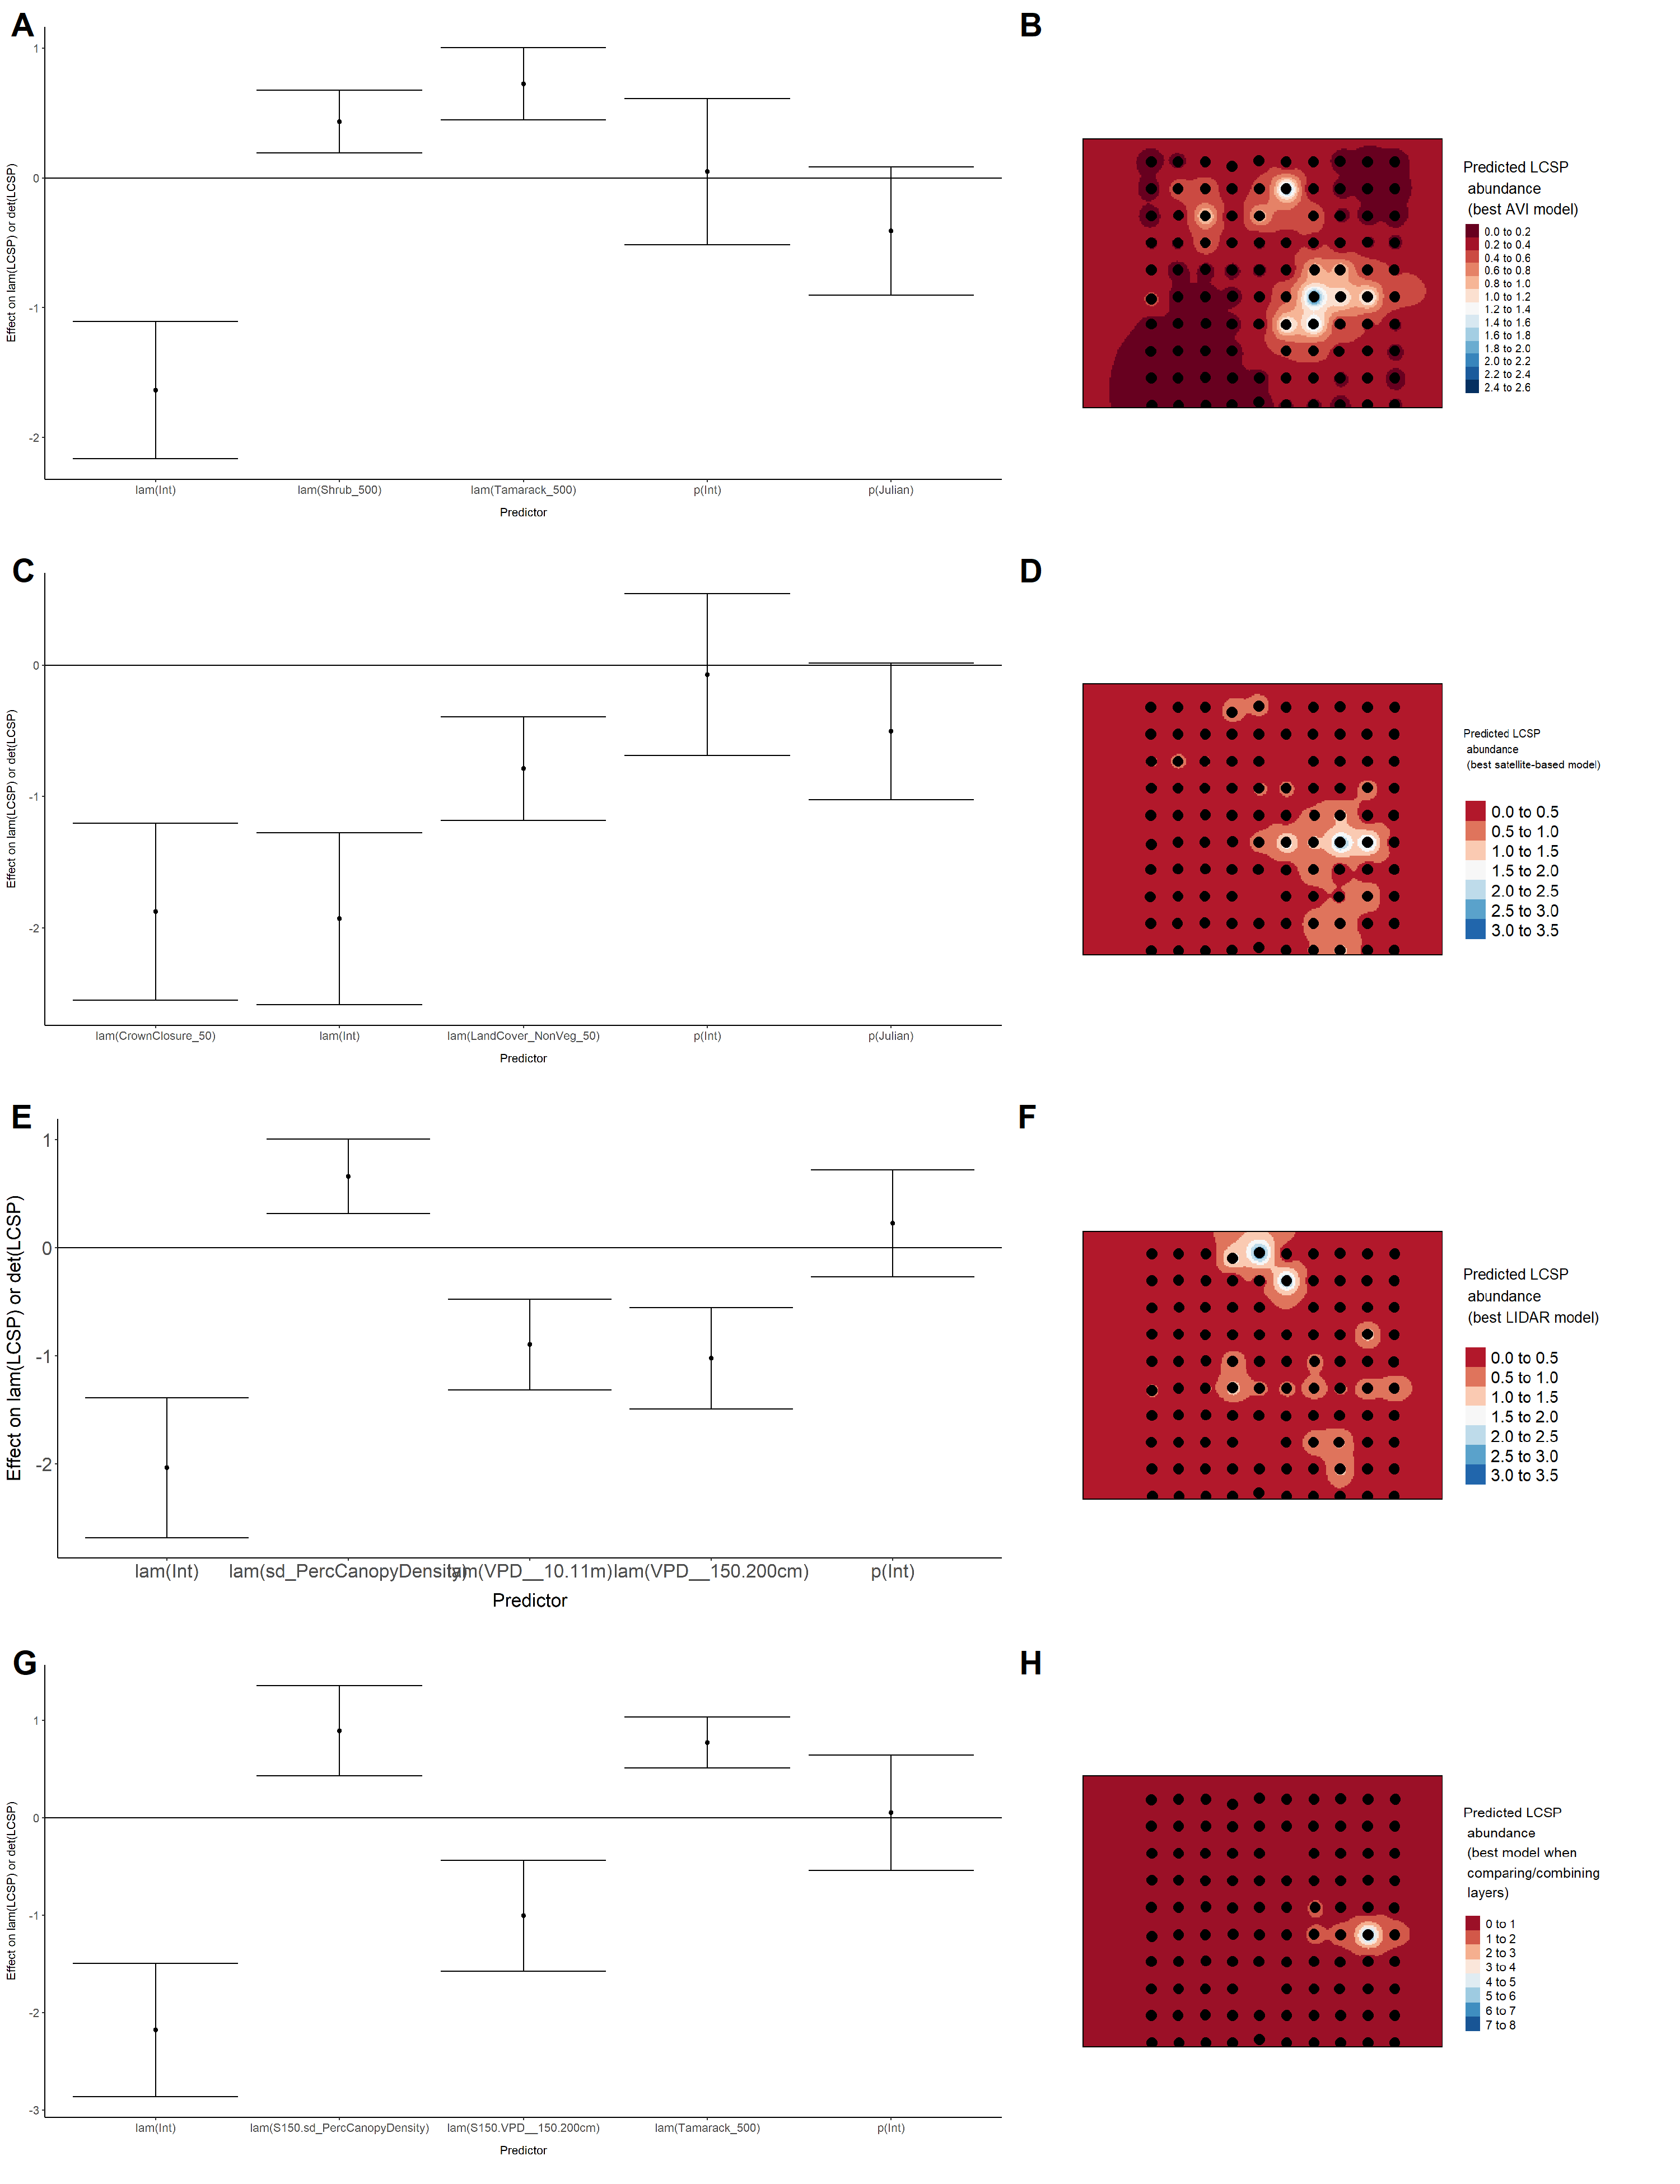 A
Effect on lam(LCSP) or det(LCSP)
1
0
-1
-2
lam(Int)
lam(Shrub_500)
lam(Tamarack_500)
p(Int)
p(Julian)
Predictor
B
Predicted LCSP
abundance
(best AVI model)
0.0 to 0.2
0.2 to 0.4
0.4 to 0.6
0.6 to 0.8
0.8 to 1.0
1.0 to 1.2
1.2 to 1.4
1.4 to 1.6
1.6 to 1.8
1.8 to 2.0
2.0 to 2.2
2.2 to 2.4
2.4 to 2.6
C
Effect on lam(LCSP) or det(LCSP)
0
-1
-2
lam(CrownClosure_50)
lam(Int)
lam(LandCover_NonVeg_50)
p(Int)
p(Julian)
Predictor
D
Predicted LCSP
abundance
(best satellite-based model)
0.0 to 0.5
0.5 to 1.0
1.0 to 1.5
1.5 to 2.0
2.0 to 2.5
2.5 to 3.0
3.0 to 3.5
E
Effect on lam(LCSP) or det(LCSP)
1
0
-1
-2
lam(Int)
lam(sd_PercCanopyDensity)
lam(VPD__10.11m)
lam(VPD__150.200cm)
p(Int)
Predictor
F
Predicted LCSP
abundance
(best LIDAR model)
0.0 to 0.5
0.5 to 1.0
1.0 to 1.5
1.5 to 2.0
2.0 to 2.5
2.5 to 3.0
3.0 to 3.5
G
Effect on lam(LCSP) or det(LCSP)
1
0
-1
-2
-3
lam(Int)
lam(S150.sd_PercCanopyDensity)
lam(S150.VPD__150.200cm)
lam(Tamarack_500)
p(Int)
Predictor
H
Predicted LCSP
abundance
(best model when
comparing/combining
layers)
0 to 1
1 to 2
2 to 3
3 to 4
4 to 5
5 to 6
6 to 7
7 to 8